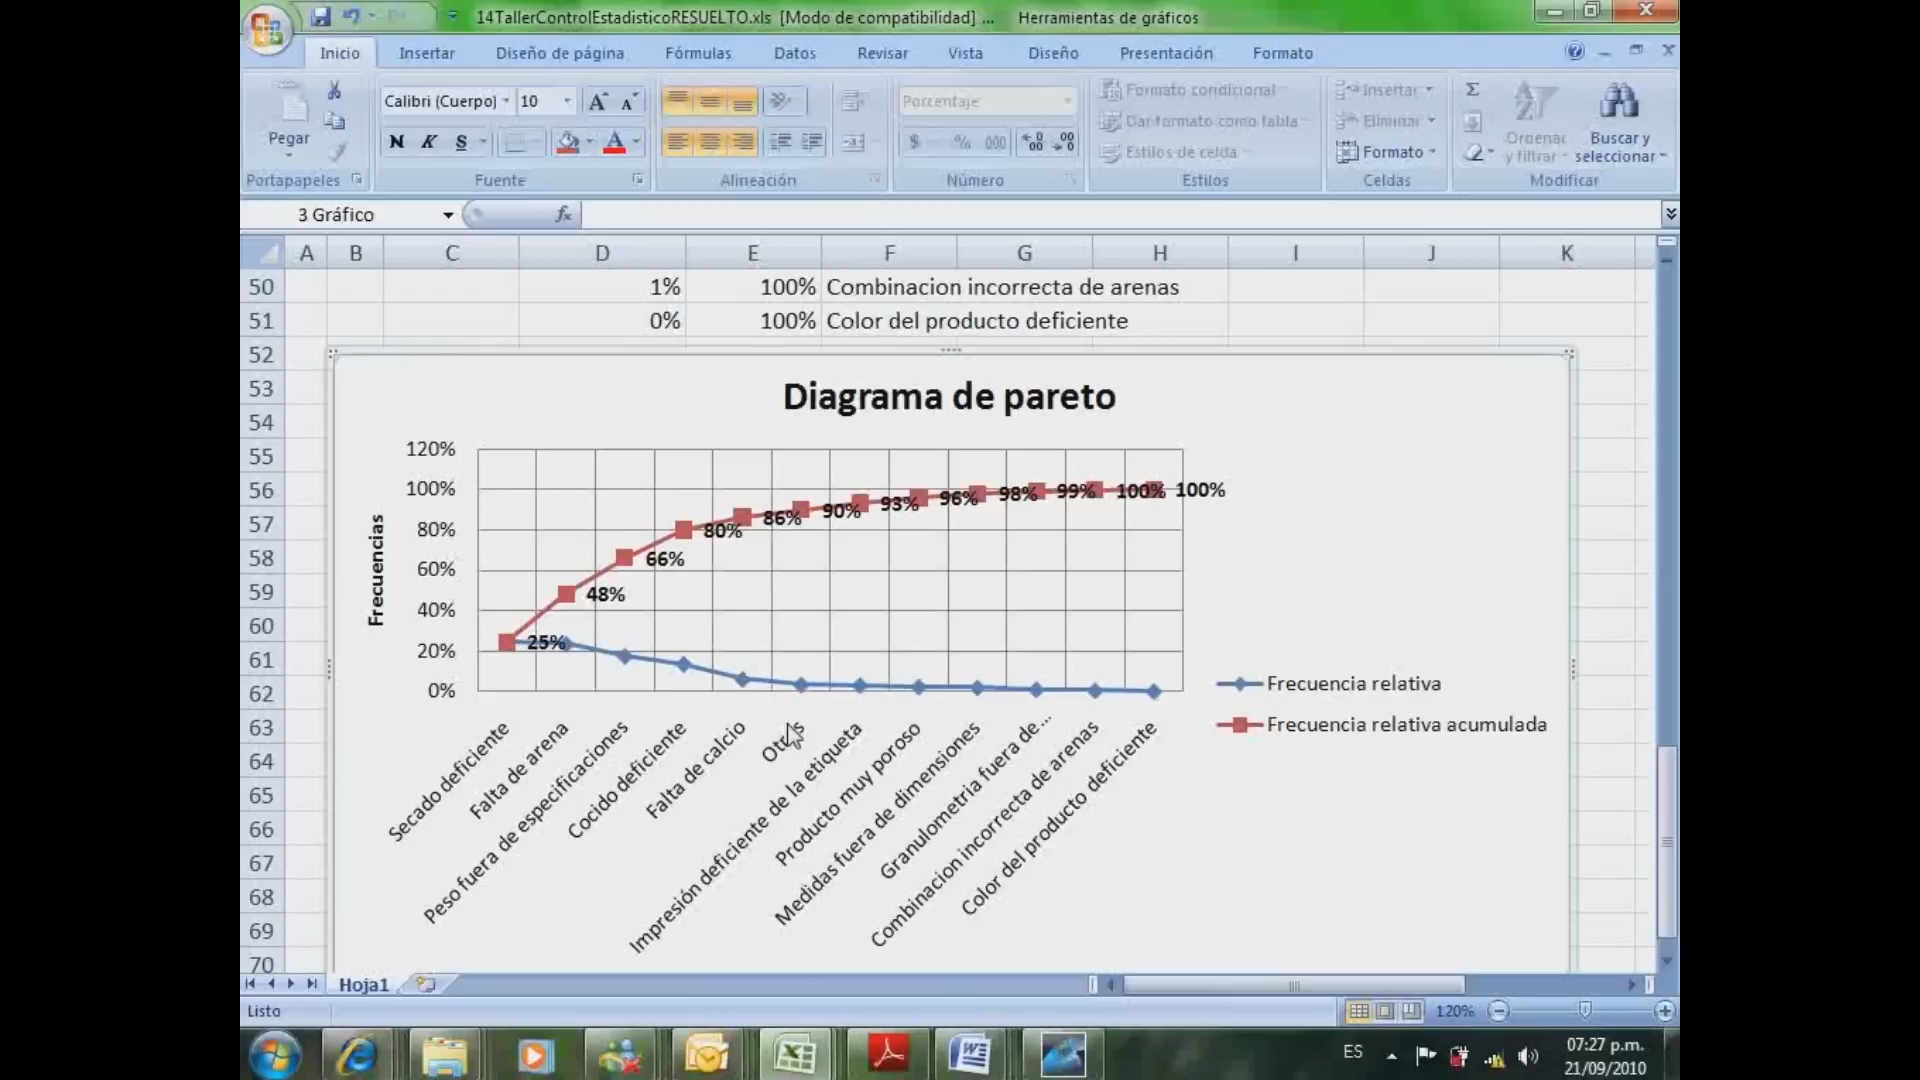 14TallerControlEstadisticoRESUELTO.xls [Modo de compatibilidad] ...
Herramientas de gráficos
Inicio
Insertar
Diseño de página
Fórmulas
Datos
Revisar
Vista
Diseño
Presentación
Formato
Pegar
Portapapeles
Calibri (Cuerpo)
10
A A
N K S
A
Fuente
Alineación
Porcentaje
$ % 000
Número
Formato condicional
Dar formato como tabla
Estilos de celda
Estilos
Insertar
Eliminar
Formato
Celdas
Σ
Ordenar
y filtrar
Buscar y
seleccionar
Modificar
3 Gráfico
fx
A B C D E F G H I J K
50 1% 100% Combinacion incorrecta de arenas
51 0% 100% Color del producto deficiente
52
53
54
55
56
57
58
59
60
61
62
63
64
65
66
67
68
69
70
Diagrama de pareto
Frecuencias
120%
100%
80%
60%
40%
20%
0%
25%
48%
66%
80%
86%
90%
93%
96%
98%
99%
100%
100%
Secado deficiente
Falta de arena
Peso fuera de especificaciones
Cocido deficiente
Falta de calcio
Otros
Impresión deficiente de la etiqueta
Producto muy poroso
Medidas fuera de dimensiones
Granulometria fuera de...
Combinacion incorrecta de arenas
Color del producto deficiente
Frecuencia relativa
Frecuencia relativa acumulada
Hoja1
Listo
120%
ES
07:27 p.m.
21/09/2010